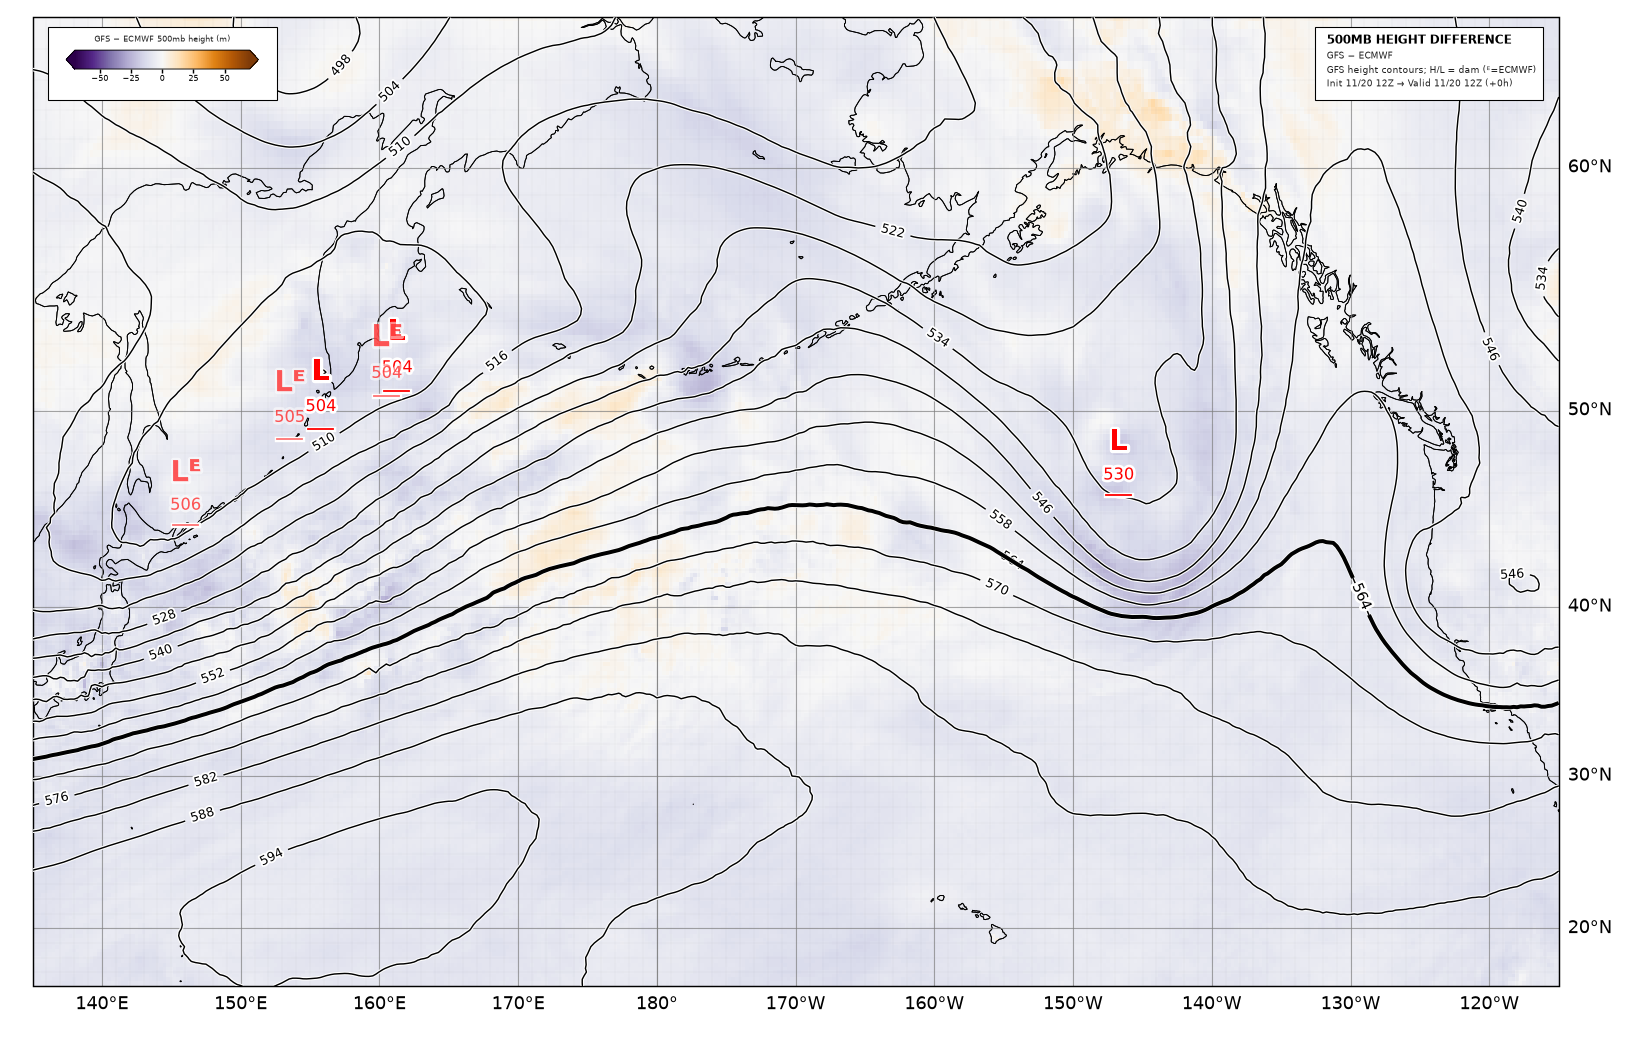 GFS − ECMWF 500mb height (m)
−50 −25 0 25 50
500MB HEIGHT DIFFERENCE
GFS − ECMWF
GFS height contours; H/L = dam (ᴱ=ECMWF)
Init 11/20 12Z → Valid 11/20 12Z (+0h)
498
504
510
60°N
540
522
534
Lᴱ
L
504
504
534
516
546
Lᴱ
505
L
504
50°N
510
L
530
Lᴱ
506
546
558
564
546
570
564
40°N
528
540
552
30°N
576
582
588
594
20°N
140°E 150°E 160°E 170°E 180° 170°W 160°W 150°W 140°W 130°W 120°W